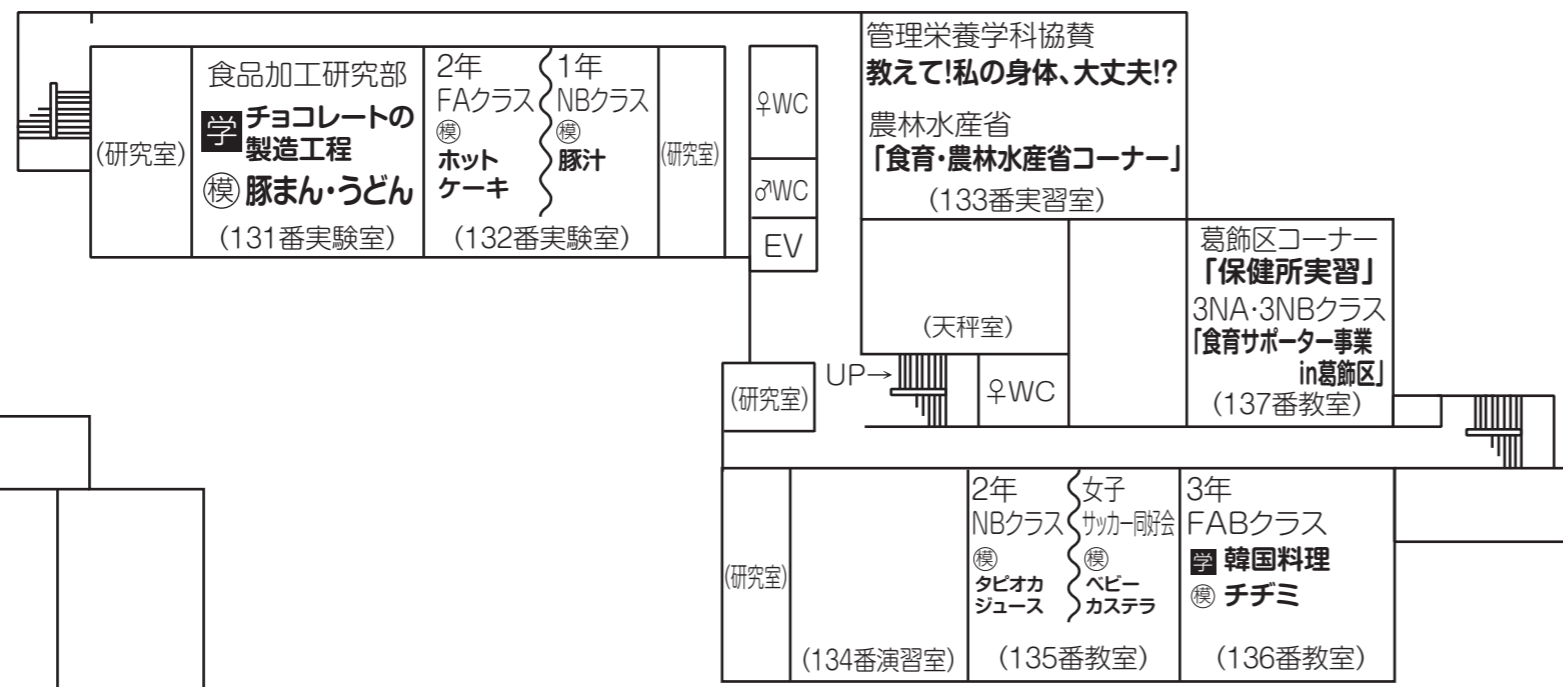 (研究室)
食品加工研究部
学 チョコレートの
製造工程
模 豚まん・うどん
(131番実験室)
2年
FAクラス
模
ホット
ケーキ
1年
NBクラス
模
豚汁
(132番実験室)
(研究室)
♀WC
♂WC
EV
管理栄養学科協賛
教えて!私の身体、大丈夫!?
農林水産省
「食育・農林水産省コーナー」
(133番実習室)
(天秤室)
UP→
♀WC
葛飾区コーナー
「保健所実習」
3NA・3NBクラス
「食育サポーター事業
in葛飾区」
(137番教室)
(研究室)
(研究室)
(134番演習室)
2年
NBクラス
模
タピオカ
ジュース
女子
サッカー同好会
模
ベビー
カステラ
(135番教室)
3年
FABクラス
学 韓国料理
模 チヂミ
(136番教室)